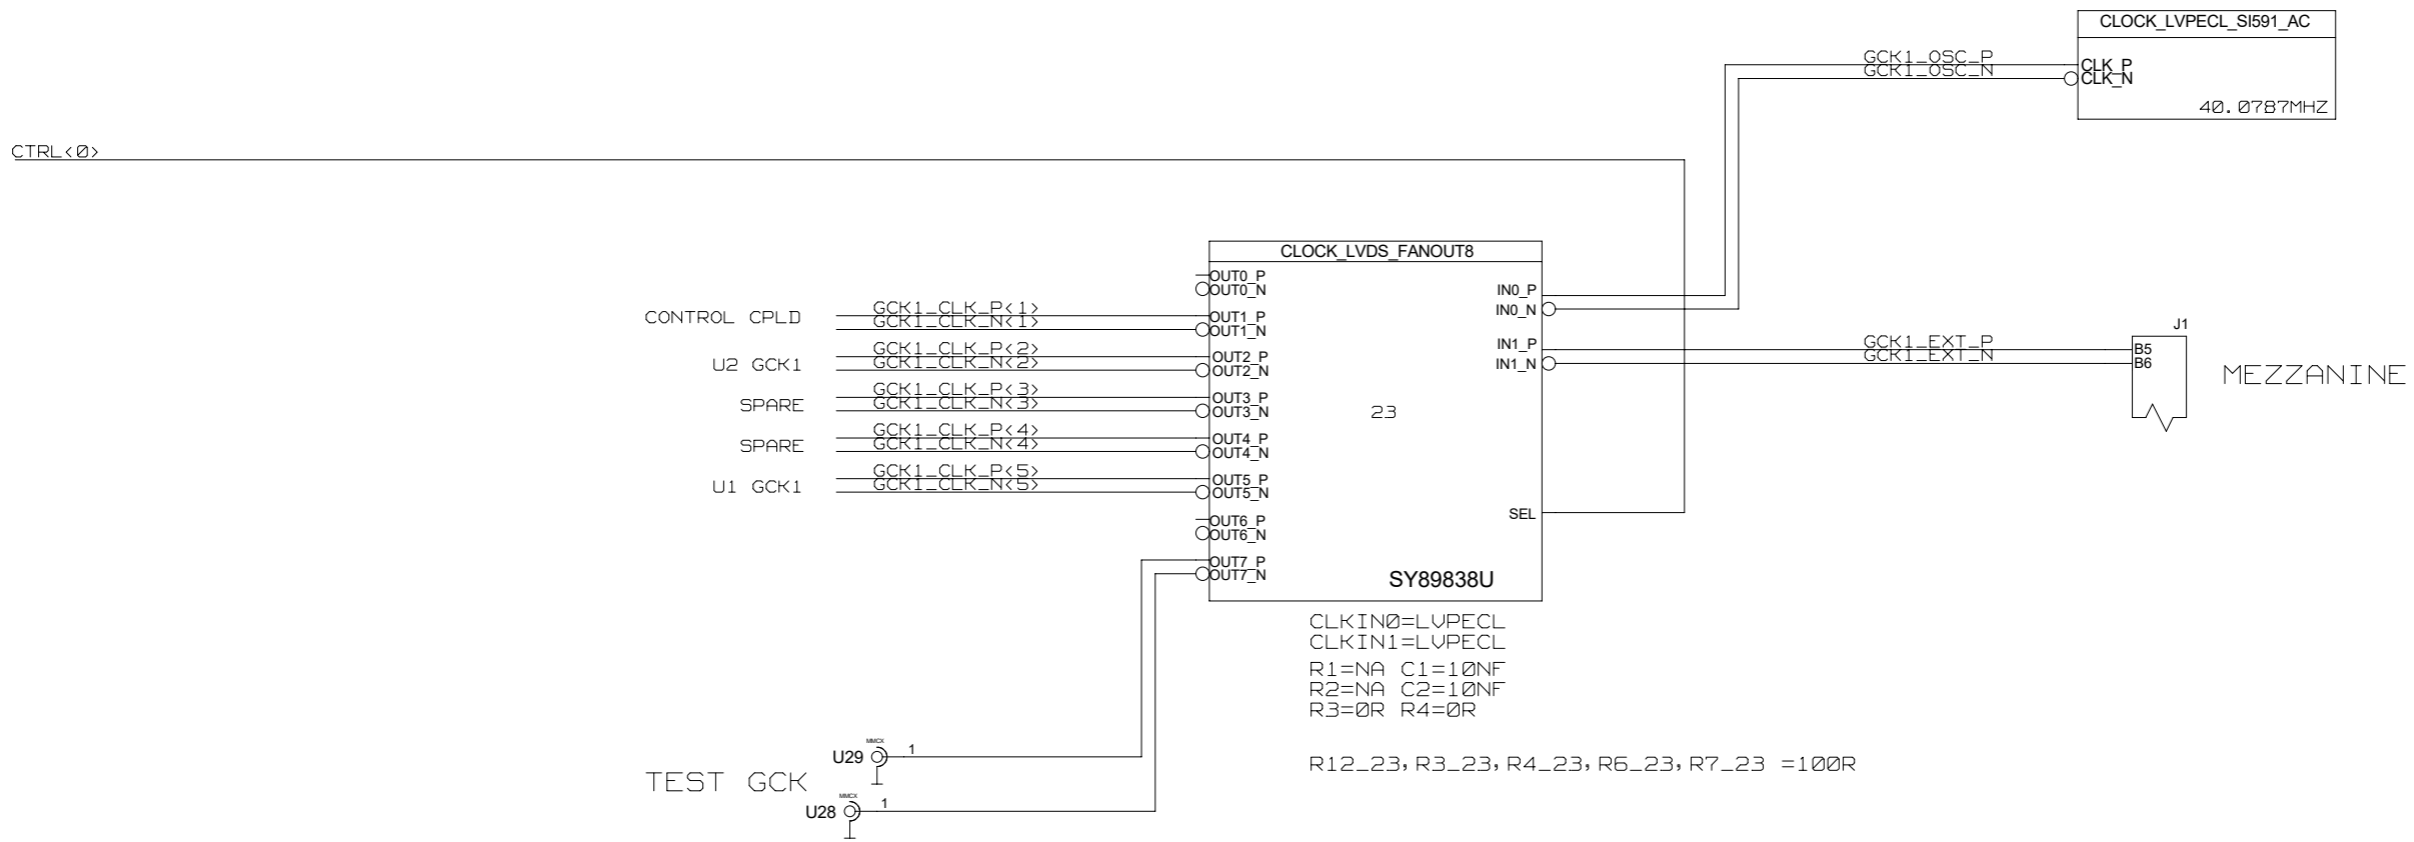 CLOCK_LVPECL_SI591_AC
GCK1_OSC_P
GCK1_OSC_N
CLK_P
CLK_N
40.0787MHZ
CTRL<0>
CLOCK_LVDS_FANOUT8
OUT0_P
OUT0_N
IN0_P
IN0_N
CONTROL CPLD
GCK1_CLK_P<1>
GCK1_CLK_N<1>
OUT1_P
OUT1_N
J1
U2 GCK1
GCK1_CLK_P<2>
GCK1_CLK_N<2>
OUT2_P
OUT2_N
IN1_P
IN1_N
GCK1_EXT_P
GCK1_EXT_N
B5
B6
MEZZANINE
SPARE
GCK1_CLK_P<3>
GCK1_CLK_N<3>
OUT3_P
OUT3_N
23
SPARE
GCK1_CLK_P<4>
GCK1_CLK_N<4>
OUT4_P
OUT4_N
U1 GCK1
GCK1_CLK_P<5>
GCK1_CLK_N<5>
OUT5_P
OUT5_N
SEL
OUT6_P
OUT6_N
OUT7_P
OUT7_N
SY89838U
CLKIN0=LVPECL
CLKIN1=LVPECL
R1=NA C1=10NF
R2=NA C2=10NF
R3=0R R4=0R
R12_23,R3_23,R4_23,R6_23,R7_23 =100R
MMCX
U29
1
TEST GCK
MMCX
U28
1